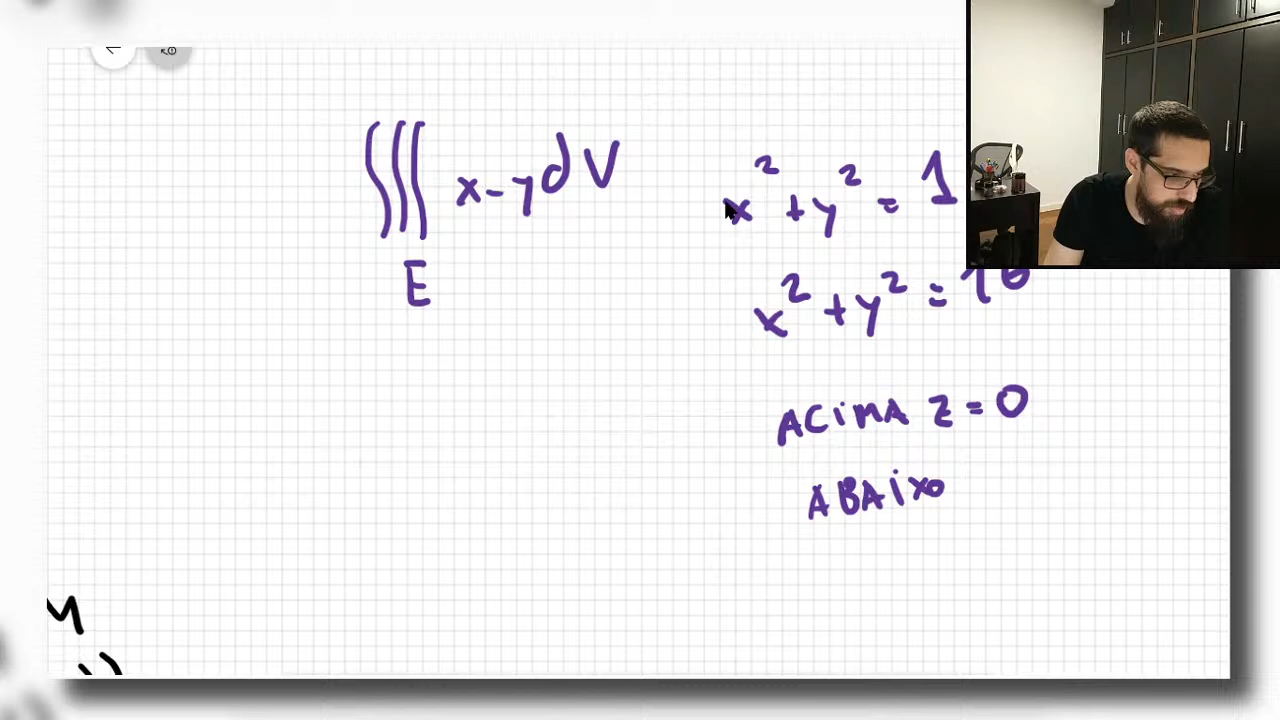 ∭ x-y dV
E
x² + y² = 1
x² + y² = 16
ACiMA z = 0
ABAixo
M